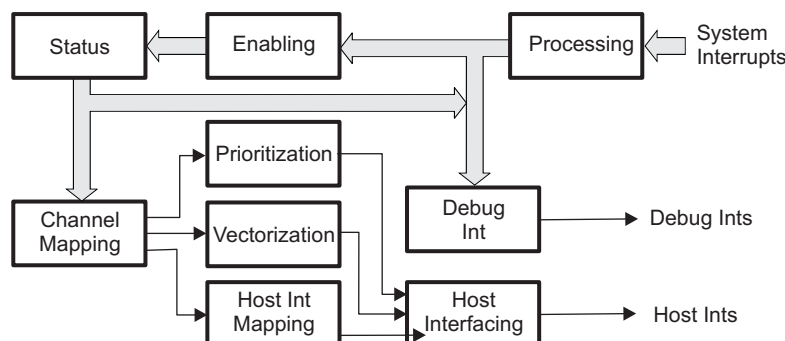 Status
Enabling
Processing
System
Interrupts
Prioritization
Channel
Mapping
Vectorization
Debug
Int
Debug Ints
Host Int
Mapping
Host
Interfacing
Host Ints